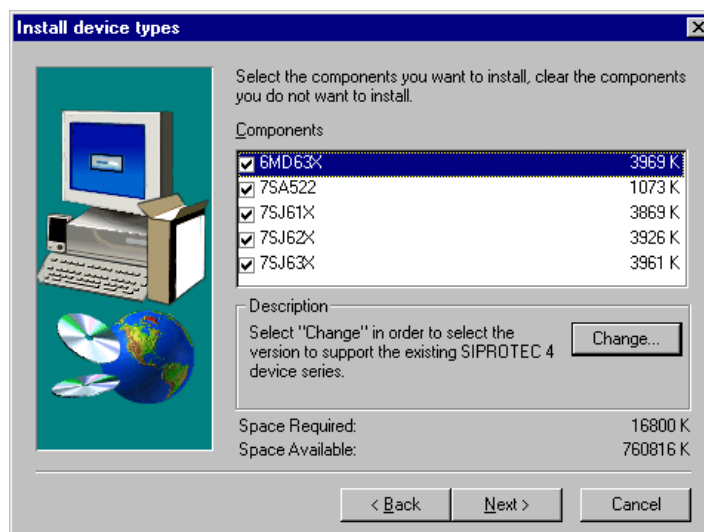 Install device types
Select the components you want to install, clear the components
you do not want to install.
Components
6MD63X 3969 K
7SA522 1073 K
7SJ61X 3869 K
7SJ62X 3926 K
7SJ63X 3961 K
Description
Select "Change" in order to select the
version to support the existing SIPROTEC 4
device series.
Change...
Space Required: 16800 K
Space Available: 760816 K
< Back Next > Cancel